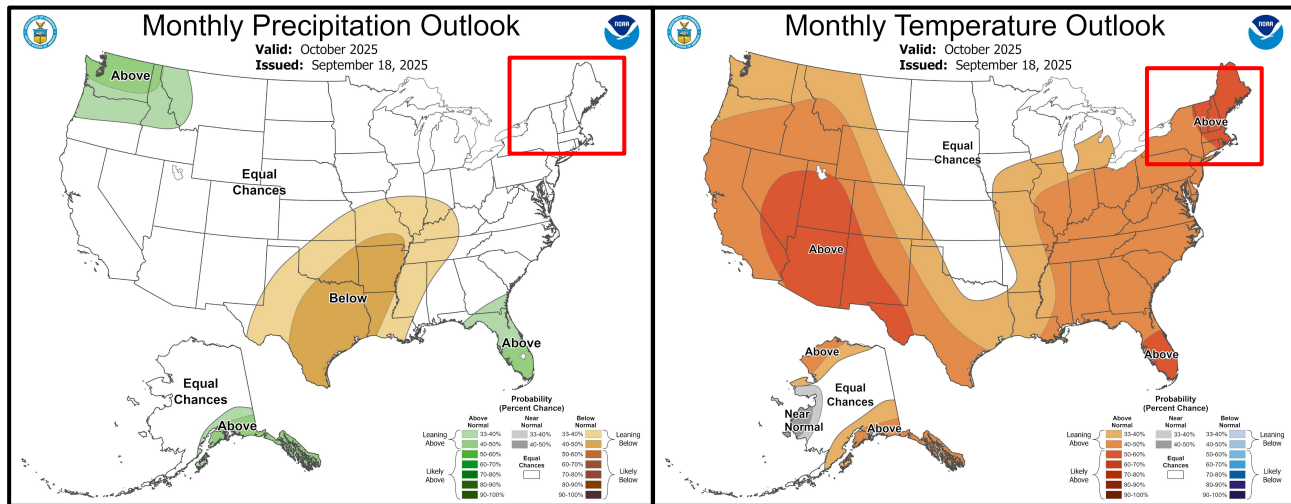 Monthly Precipitation Outlook
Valid: October 2025
Issued: September 18, 2025
NOAA
Above
Equal
Chances
Below
Above
Equal
Chances
Above
Probability
(Percent Chance)
Above
Normal
Near
Normal
Below
Normal
Leaning
Above
33-40%
40-50%
33-40%
40-50%
33-40%
40-50%
Leaning
Below
Likely
Above
50-60%
60-70%
70-80%
80-90%
90-100%
Equal
Chances
50-60%
60-70%
70-80%
80-90%
90-100%
Likely
Below
Monthly Temperature Outlook
Valid: October 2025
Issued: September 18, 2025
NOAA
Equal
Chances
Above
Above
Above
Above
Equal
Chances
Near
Normal
Above
Probability
(Percent Chance)
Above
Normal
Near
Normal
Below
Normal
Leaning
Above
33-40%
40-50%
33-40%
40-50%
33-40%
40-50%
Leaning
Below
Likely
Above
50-60%
60-70%
70-80%
80-90%
90-100%
Equal
Chances
50-60%
60-70%
70-80%
80-90%
90-100%
Likely
Below